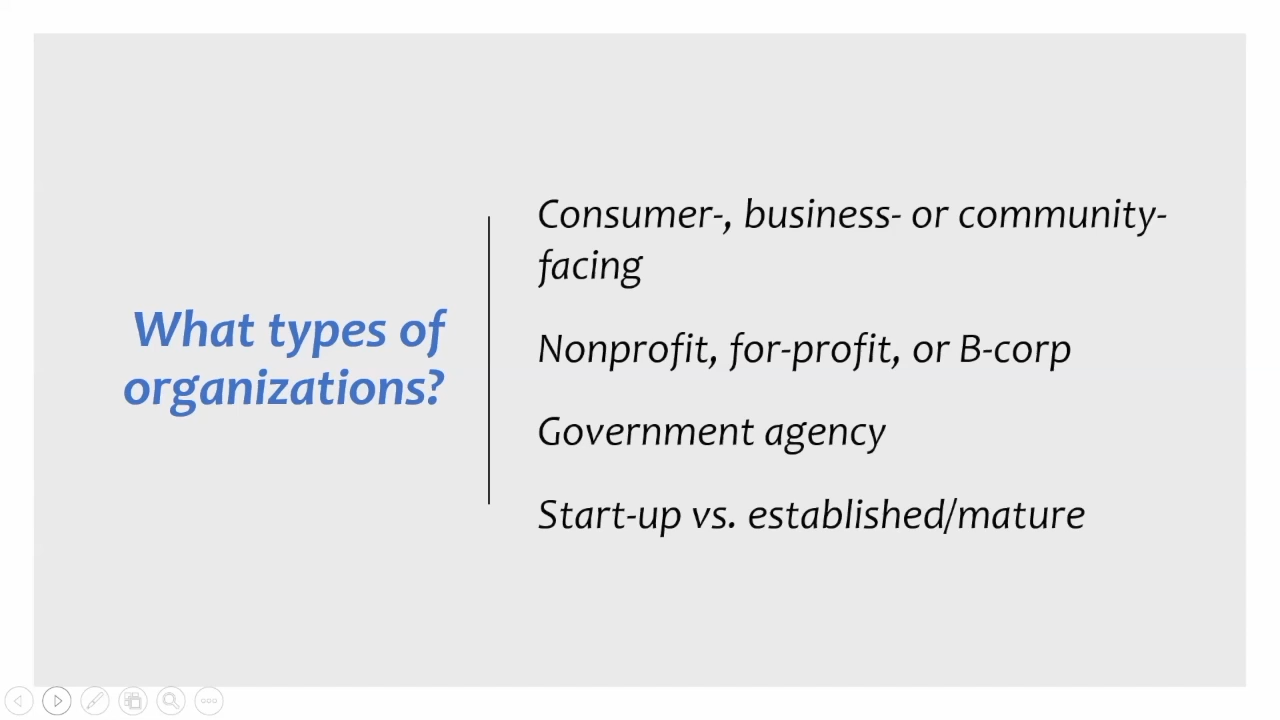 What types of
organizations?
Consumer-, business- or community-
facing
Nonprofit, for-profit, or B-corp
Government agency
Start-up vs. established/mature